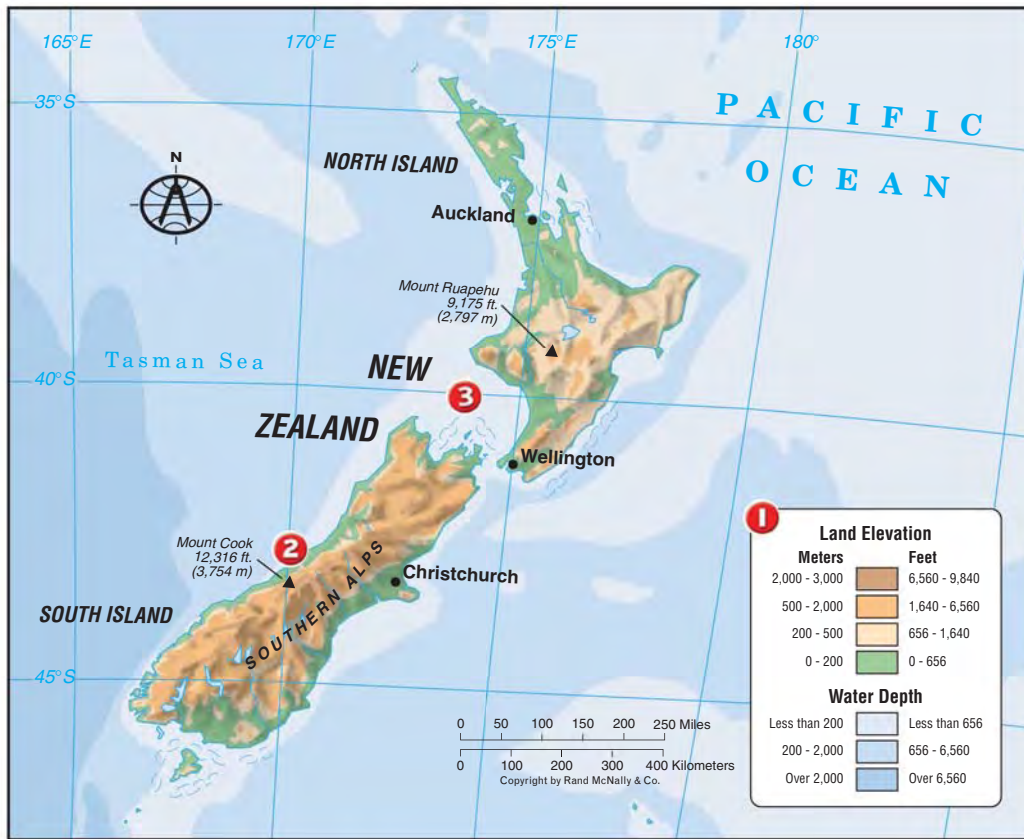 165°E 170°E 175°E 180°
35°S
PACIFIC
OCEAN
N
NORTH ISLAND
Auckland
Mount Ruapehu
9,175 ft.
(2,797 m)
Tasman Sea
NEW
40°S
3
ZEALAND
Wellington
Mount Cook
12,316 ft.
(3,754 m)
2
SOUTHERN ALPS
Christchurch
SOUTH ISLAND
45°S
0 50 100 150 200 250 Miles
0 100 200 300 400 Kilometers
Copyright by Rand McNally & Co.
1
Land Elevation
Meters Feet
2,000 - 3,000 6,560 - 9,840
500 - 2,000 1,640 - 6,560
200 - 500 656 - 1,640
0 - 200 0 - 656
Water Depth
Less than 200 Less than 656
200 - 2,000 656 - 6,560
Over 2,000 Over 6,560